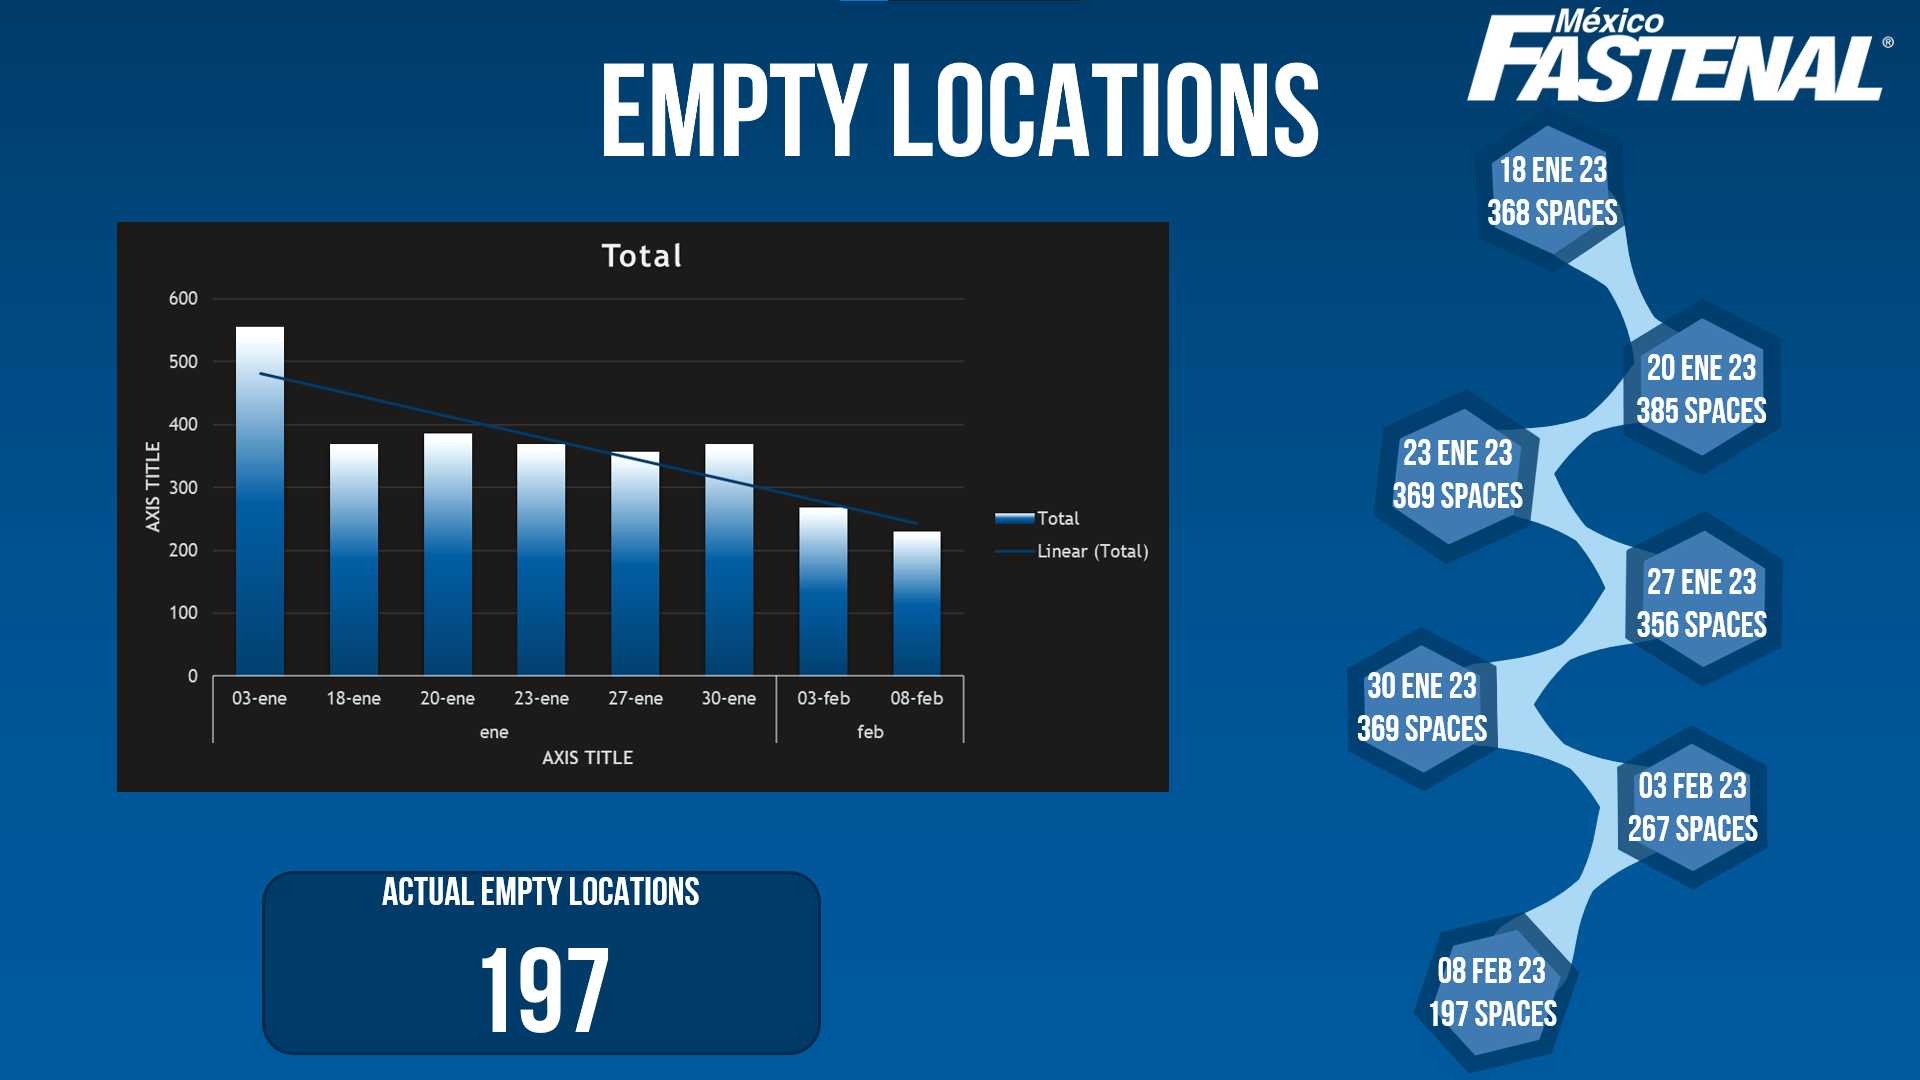 México
FASTENAL®
EMPTY LOCATIONS
Total
600
500
400
300
200
100
0
AXIS TITLE
03-ene 18-ene 20-ene 23-ene 27-ene 30-ene 03-feb 08-feb
ene feb
AXIS TITLE
Total
Linear (Total)
ACTUAL EMPTY LOCATIONS
197
18 ENE 23
368 SPACES
20 ENE 23
385 SPACES
23 ENE 23
369 SPACES
27 ENE 23
356 SPACES
30 ENE 23
369 SPACES
03 FEB 23
267 SPACES
08 FEB 23
197 SPACES